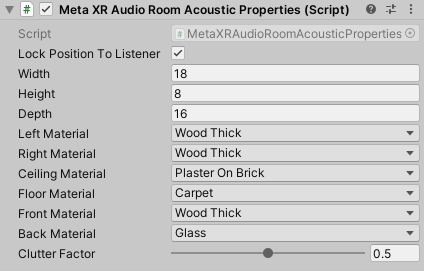 Meta XR Audio Room Acoustic Properties (Script)
Script MetaXRAudioRoomAcousticProperties
Lock Position To Listener
Width 18
Height 8
Depth 16
Left Material Wood Thick
Right Material Wood Thick
Ceiling Material Plaster On Brick
Floor Material Carpet
Front Material Wood Thick
Back Material Glass
Clutter Factor 0.5